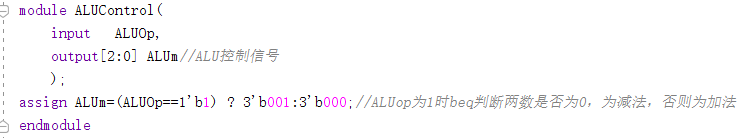 module ALUControl(
input ALUOp,
output[2:0] ALUm//ALU控制信号
);
assign ALUm=(ALUOp==1'b1) ? 3'b001:3'b000;//ALUop为1时beq判断两数是否为0，为减法，否则为加法
endmodule